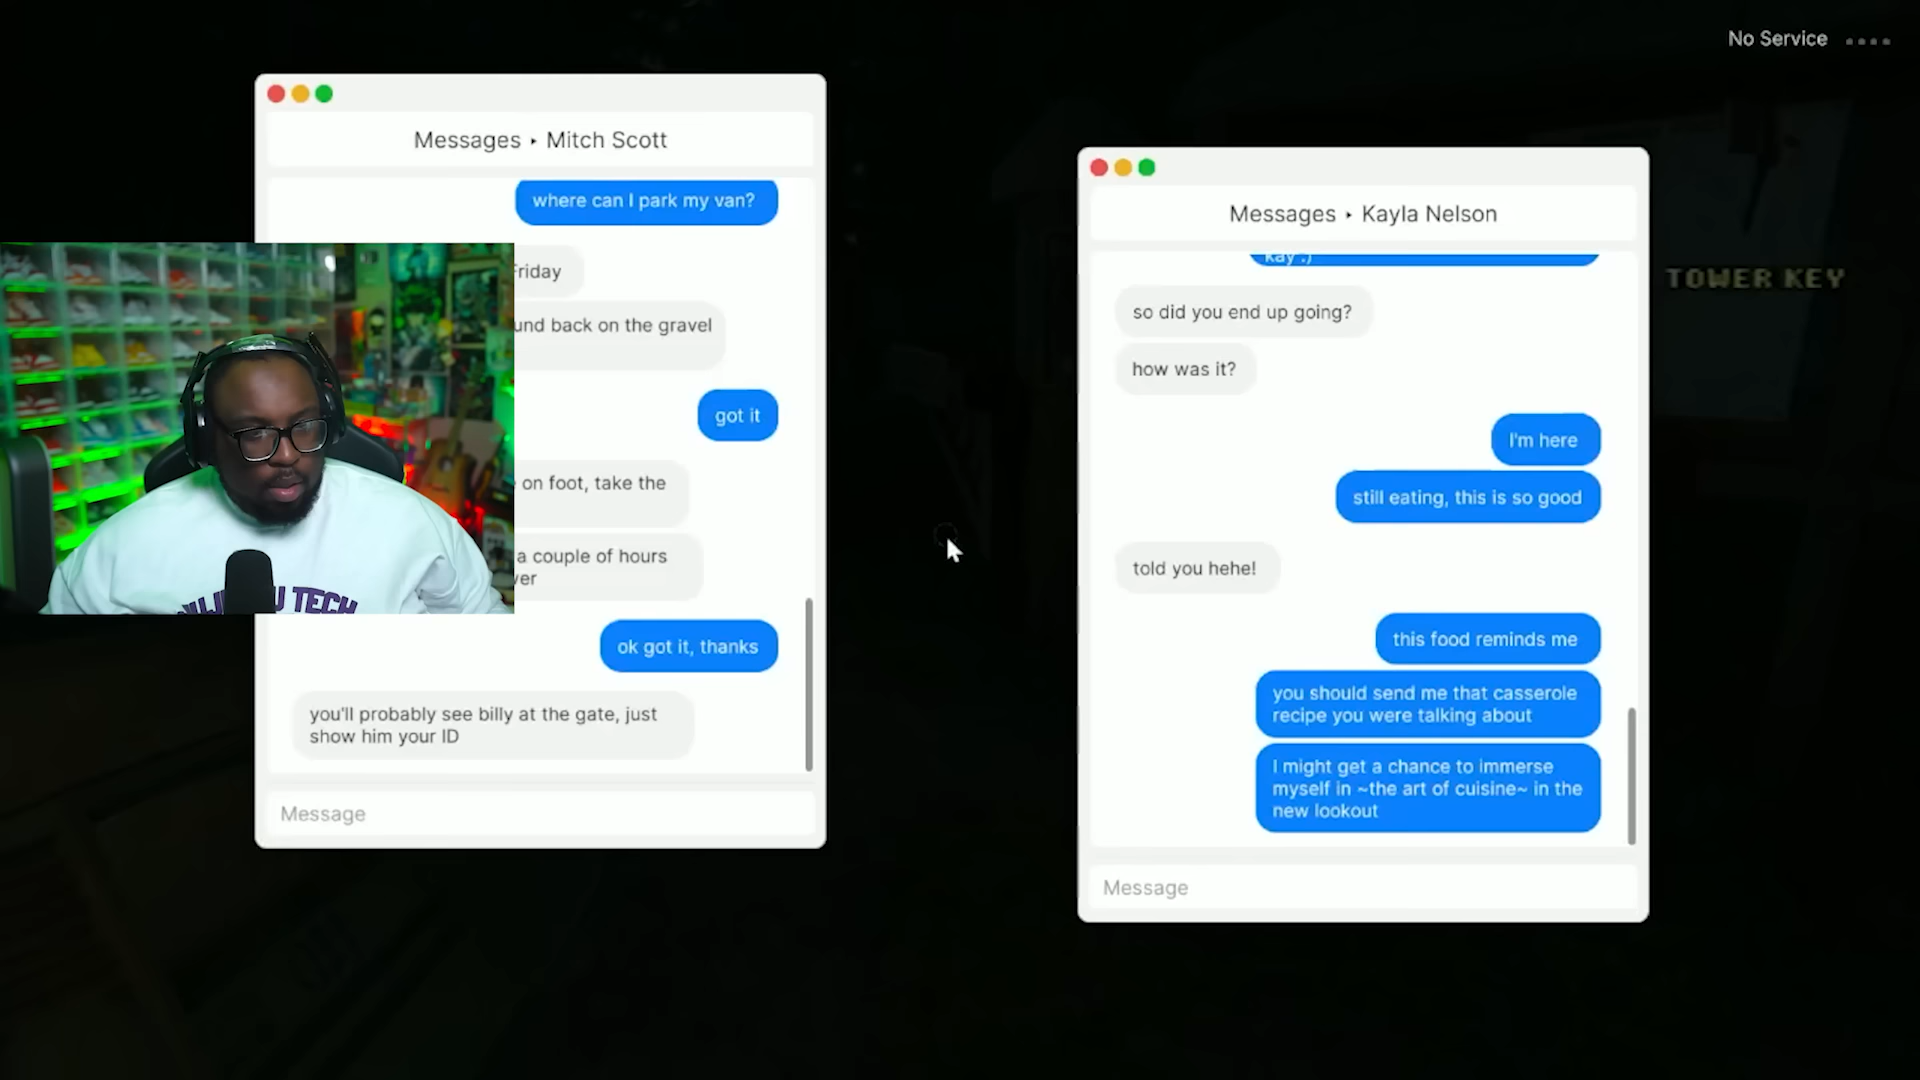 No Service
Messages ‣ Mitch Scott
where can I park my van?
Friday
und back on the gravel
got it
on foot, take the
a couple of hours
ver
ok got it, thanks
you'll probably see billy at the gate, just
show him your ID
Message
Messages ‣ Kayla Nelson
kay :)
so did you end up going?
how was it?
I'm here
still eating, this is so good
told you hehe!
this food reminds me
you should send me that casserole
recipe you were talking about
I might get a chance to immerse
myself in ~the art of cuisine~ in the
new lookout
Message
TOWER KEY
TECH